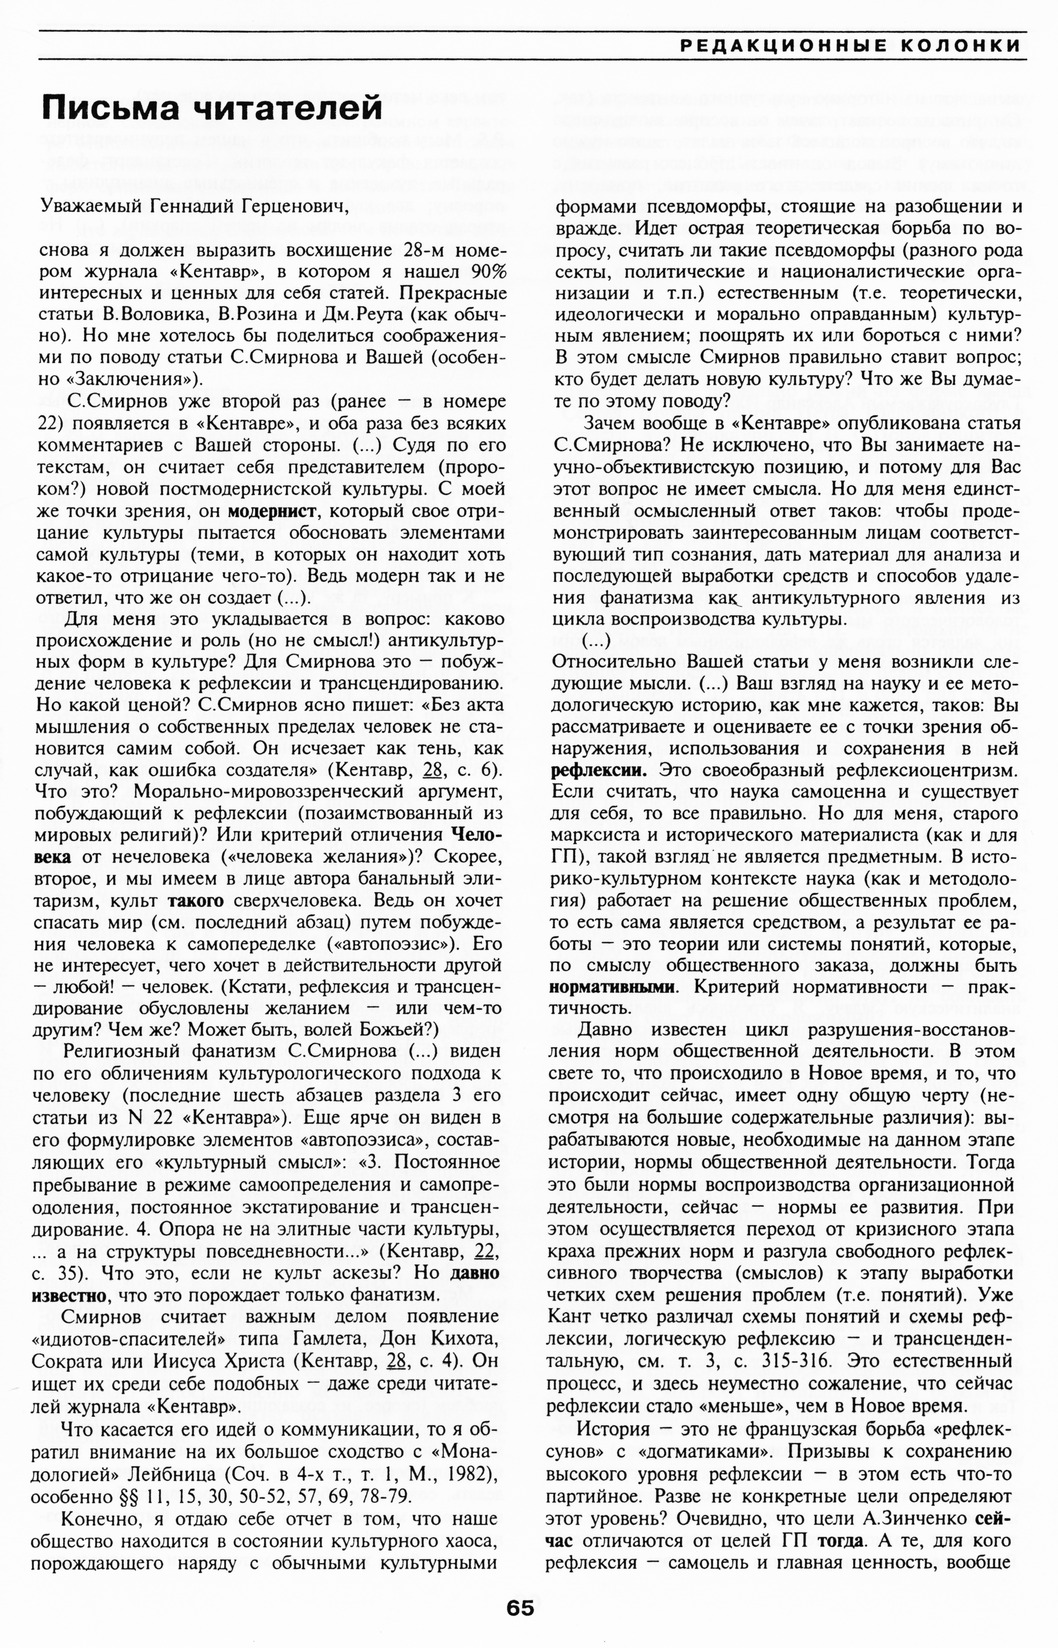 РЕДАКЦИОННЫЕ КОЛОНКИ
Письма читателей
Уважаемый Геннадий Герценович,
снова я должен выразить восхищение 28-м номе-
ром журнала «Кентавр», в котором я нашел 90%
интересных и ценных для себя статей. Прекрасные
статьи В.Воловика, В.Розина и Дм.Реута (как обыч-
но). Но мне хотелось бы поделиться соображения-
ми по поводу статьи С.Смирнова и Вашей (особен-
но «Заключения»).
С.Смирнов уже второй раз (ранее — в номере
22) появляется в «Кентавре», и оба раза без всяких
комментариев с Вашей стороны. (...) Судя по его
текстам, он считает себя представителем (проро-
ком?) новой постмодернистской культуры. С моей
же точки зрения, он модернист, который свое отри-
цание культуры пытается обосновать элементами
самой культуры (теми, в которых он находит хоть
какое-то отрицание чего-то). Ведь модерн так и не
ответил, что же он создает (...).
Для меня это укладывается в вопрос: каково
происхождение и роль (но не смысл!) антикультур-
ных форм в культуре? Для Смирнова это — побуж-
дение человека к рефлексии и трансцендированию.
Но какой ценой? С.Смирнов ясно пишет: «Без акта
мышления о собственных пределах человек не ста-
новится самим собой. Он исчезает как тень, как
случай, как ошибка создателя» (Кентавр, 28, с. 6).
Что это? Морально-мировоззренческий аргумент,
побуждающий к рефлексии (позаимствованный из
мировых религий)? Или критерий отличия Чело-
века от нечеловека («человека желания»)? Скорее,
второе, и мы имеем в лице автора банальный эли-
таризм, культ такого сверхчеловека. Ведь он хочет
спасать мир (см. последний абзац) путем побужде-
ния человека к самопеределке («автопоэзис»). Его
не интересует, чего хочет в действительности другой
— любой! — человек. (Кстати, рефлексия и трансцен-
дирование обусловлены желанием — или чем-то
другим? Чем же? Может быть, волей Божьей?)
Религиозный фанатизм С.Смирнова (...) виден
по его обличениям культурологического подхода к
человеку (последние шесть абзацев раздела 3 его
статьи из N 22 «Кентавра»). Еще ярче он виден в
его формулировке элементов «автопоэзиса», состав-
ляющих его «культурный смысл»: «3. Постоянное
пребывание в режиме самоопределения и самопре-
одоления, постоянное экстатирование и трансцен-
дирование. 4. Опора не на элитные части культуры,
... а на структуры повседневности...» (Кентавр, 22,
с. 35). Что это, если не культ аскезы? Но давно
известно, что это порождает только фанатизм.
Смирнов считает важным делом появление
«идиотов-спасителей» типа Гамлета, Дон Кихота,
Сократа или Иисуса Христа (Кентавр, 28, с. 4). Он
ищет их среди себе подобных — даже среди читате-
лей журнала «Кентавр».
Что касается его идей о коммуникации, то я об-
ратил внимание на их большое сходство с «Мона-
дологией» Лейбница (Соч. в 4-х т., т. 1, М., 1982),
особенно §§ 11, 15, 30, 50-52, 57, 69, 78-79.
Конечно, я отдаю себе отчет в том, что наше
общество находится в состоянии культурного хаоса,
порождающего наряду с обычными культурными
формами псевдоморфы, стоящие на разобщении и
вражде. Идет острая теоретическая борьба по во-
просу, считать ли такие псевдоморфы (разного рода
секты, политические и националистические орга-
низации и т.п.) естественным (т.е. теоретически,
идеологически и морально оправданным) культур-
ным явлением; поощрять их или бороться с ними?
В этом смысле Смирнов правильно ставит вопрос;
кто будет делать новую культуру? Что же Вы думае-
те по этому поводу?
Зачем вообще в «Кентавре» опубликована статья
С.Смирнова? Не исключено, что Вы занимаете на-
учно-объективистскую позицию, и потому для Вас
этот вопрос не имеет смысла. Но для меня единст-
венный осмысленный ответ таков: чтобы проде-
монстрировать заинтересованным лицам соответст-
вующий тип сознания, дать материал для анализа и
последующей выработки средств и способов удале-
ния фанатизма как антикультурного явления из
цикла воспроизводства культуры.
(...)
Относительно Вашей статьи у меня возникли сле-
дующие мысли. (...) Ваш взгляд на науку и ее мето-
дологическую историю, как мне кажется, таков: Вы
рассматриваете и оцениваете ее с точки зрения об-
наружения, использования и сохранения в ней
рефлексии. Это своеобразный рефлексиоцентризм.
Если считать, что наука самоценна и существует
для себя, то все правильно. Но для меня, старого
марксиста и исторического материалиста (как и для
ГП), такой взгляд не является предметным. В исто-
рико-культурном контексте наука (как и методоло-
гия) работает на решение общественных проблем,
то есть сама является средством, а результат ее ра-
боты — это теории или системы понятий, которые,
по смыслу общественного заказа, должны быть
нормативными. Критерий нормативности — прак-
тичность.
Давно известен цикл разрушения-восстанов-
ления норм общественной деятельности. В этом
свете то, что происходило в Новое время, и то, что
происходит сейчас, имеет одну общую черту (не-
смотря на большие содержательные различия): вы-
рабатываются новые, необходимые на данном этапе
истории, нормы общественной деятельности. Тогда
это были нормы воспроизводства организационной
деятельности, сейчас — нормы ее развития. При
этом осуществляется переход от кризисного этапа
краха прежних норм и разгула свободного рефлек-
сивного творчества (смыслов) к этапу выработки
четких схем решения проблем (т.е. понятий). Уже
Кант четко различал схемы понятий и схемы реф-
лексии, логическую рефлексию — и трансценден-
тальную, см. т. 3, с. 315-316. Это естественный
процесс, и здесь неуместно сожаление, что сейчас
рефлексии стало «меньше», чем в Новое время.
История — это не французская борьба «рефлек-
сунов» с «догматиками». Призывы к сохранению
высокого уровня рефлексии — в этом есть что-то
партийное. Разве не конкретные цели определяют
этот уровень? Очевидно, что цели А.Зинченко сей-
час отличаются от целей ГП тогда. А те, для кого
рефлексия — самоцель и главная ценность, вообще
65